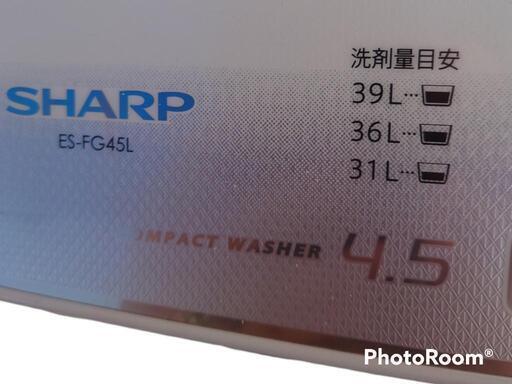 SHARP
ES-FG45L
洗剤量目安
39L…
36L…
31L…
IMPACT WASHER 4.5
PhotoRoom®